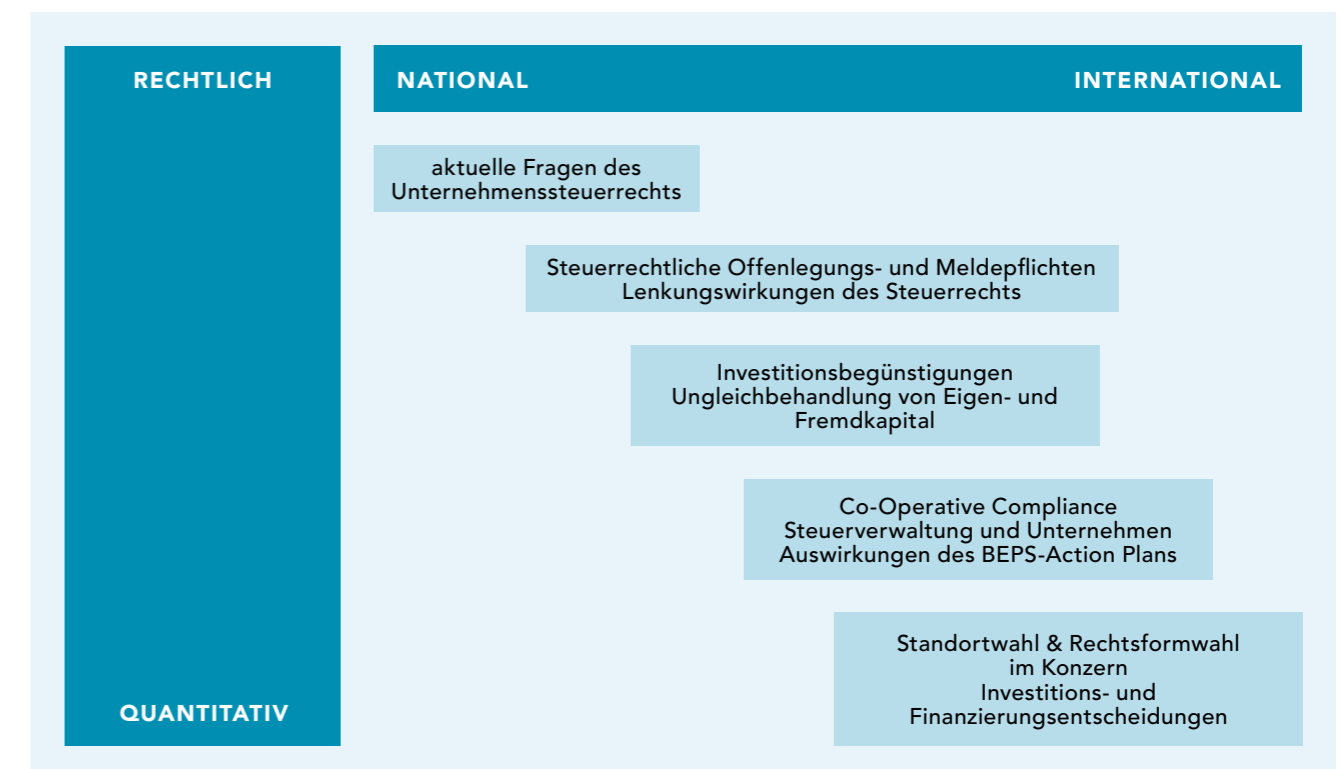 RECHTLICH
NATIONAL
INTERNATIONAL
aktuelle Fragen des
Unternehmenssteuerrechts
Steuerrechtliche Offenlegungs- und Meldepflichten
Lenkungswirkungen des Steuerrechts
Investitionsbegünstigungen
Ungleichbehandlung von Eigen- und
Fremdkapital
Co-Operative Compliance
Steuerverwaltung und Unternehmen
Auswirkungen des BEPS-Action Plans
Standortwahl & Rechtsformwahl
im Konzern
Investitions- und
Finanzierungsentscheidungen
QUANTITATIV